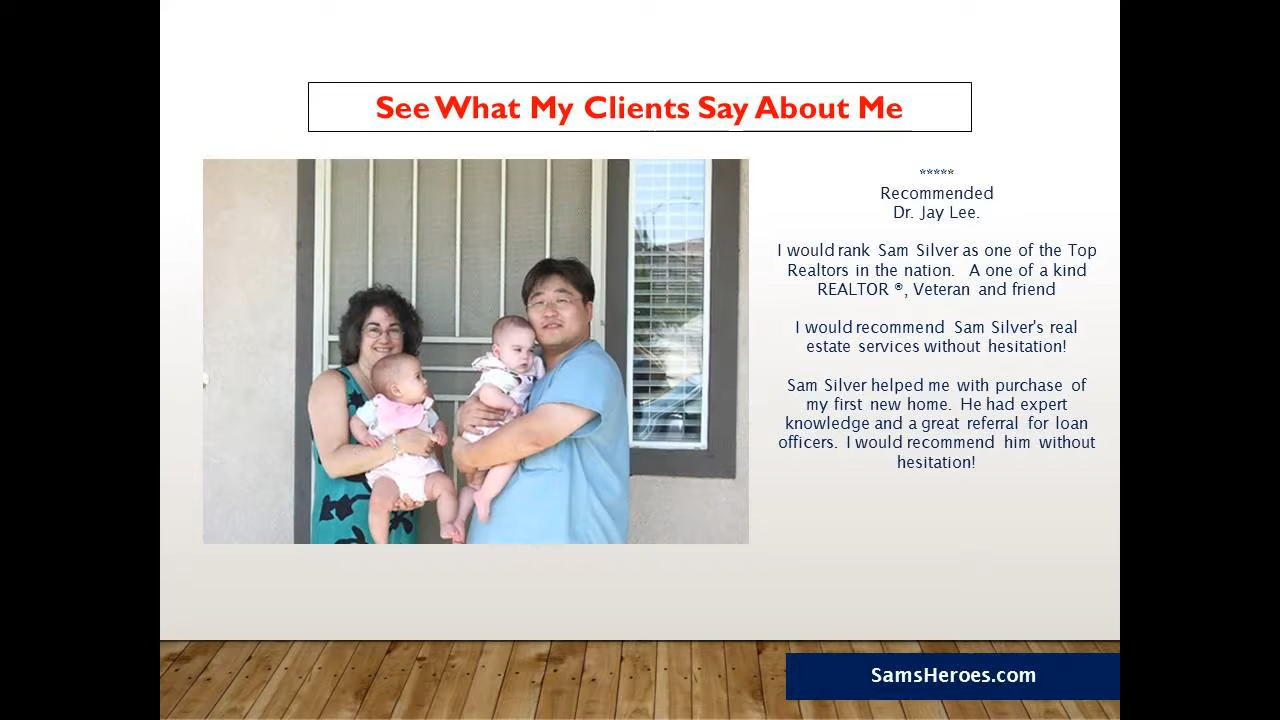 See What My Clients Say About Me
*****
Recommended
Dr. Jay Lee.
I would rank Sam Silver as one of the Top
Realtors in the nation. A one of a kind
REALTOR ®, Veteran and friend
I would recommend Sam Silver's real
estate services without hesitation!
Sam Silver helped me with purchase of
my first new home. He had expert
knowledge and a great referral for loan
officers. I would recommend him without
hesitation!
SamsHeroes.com